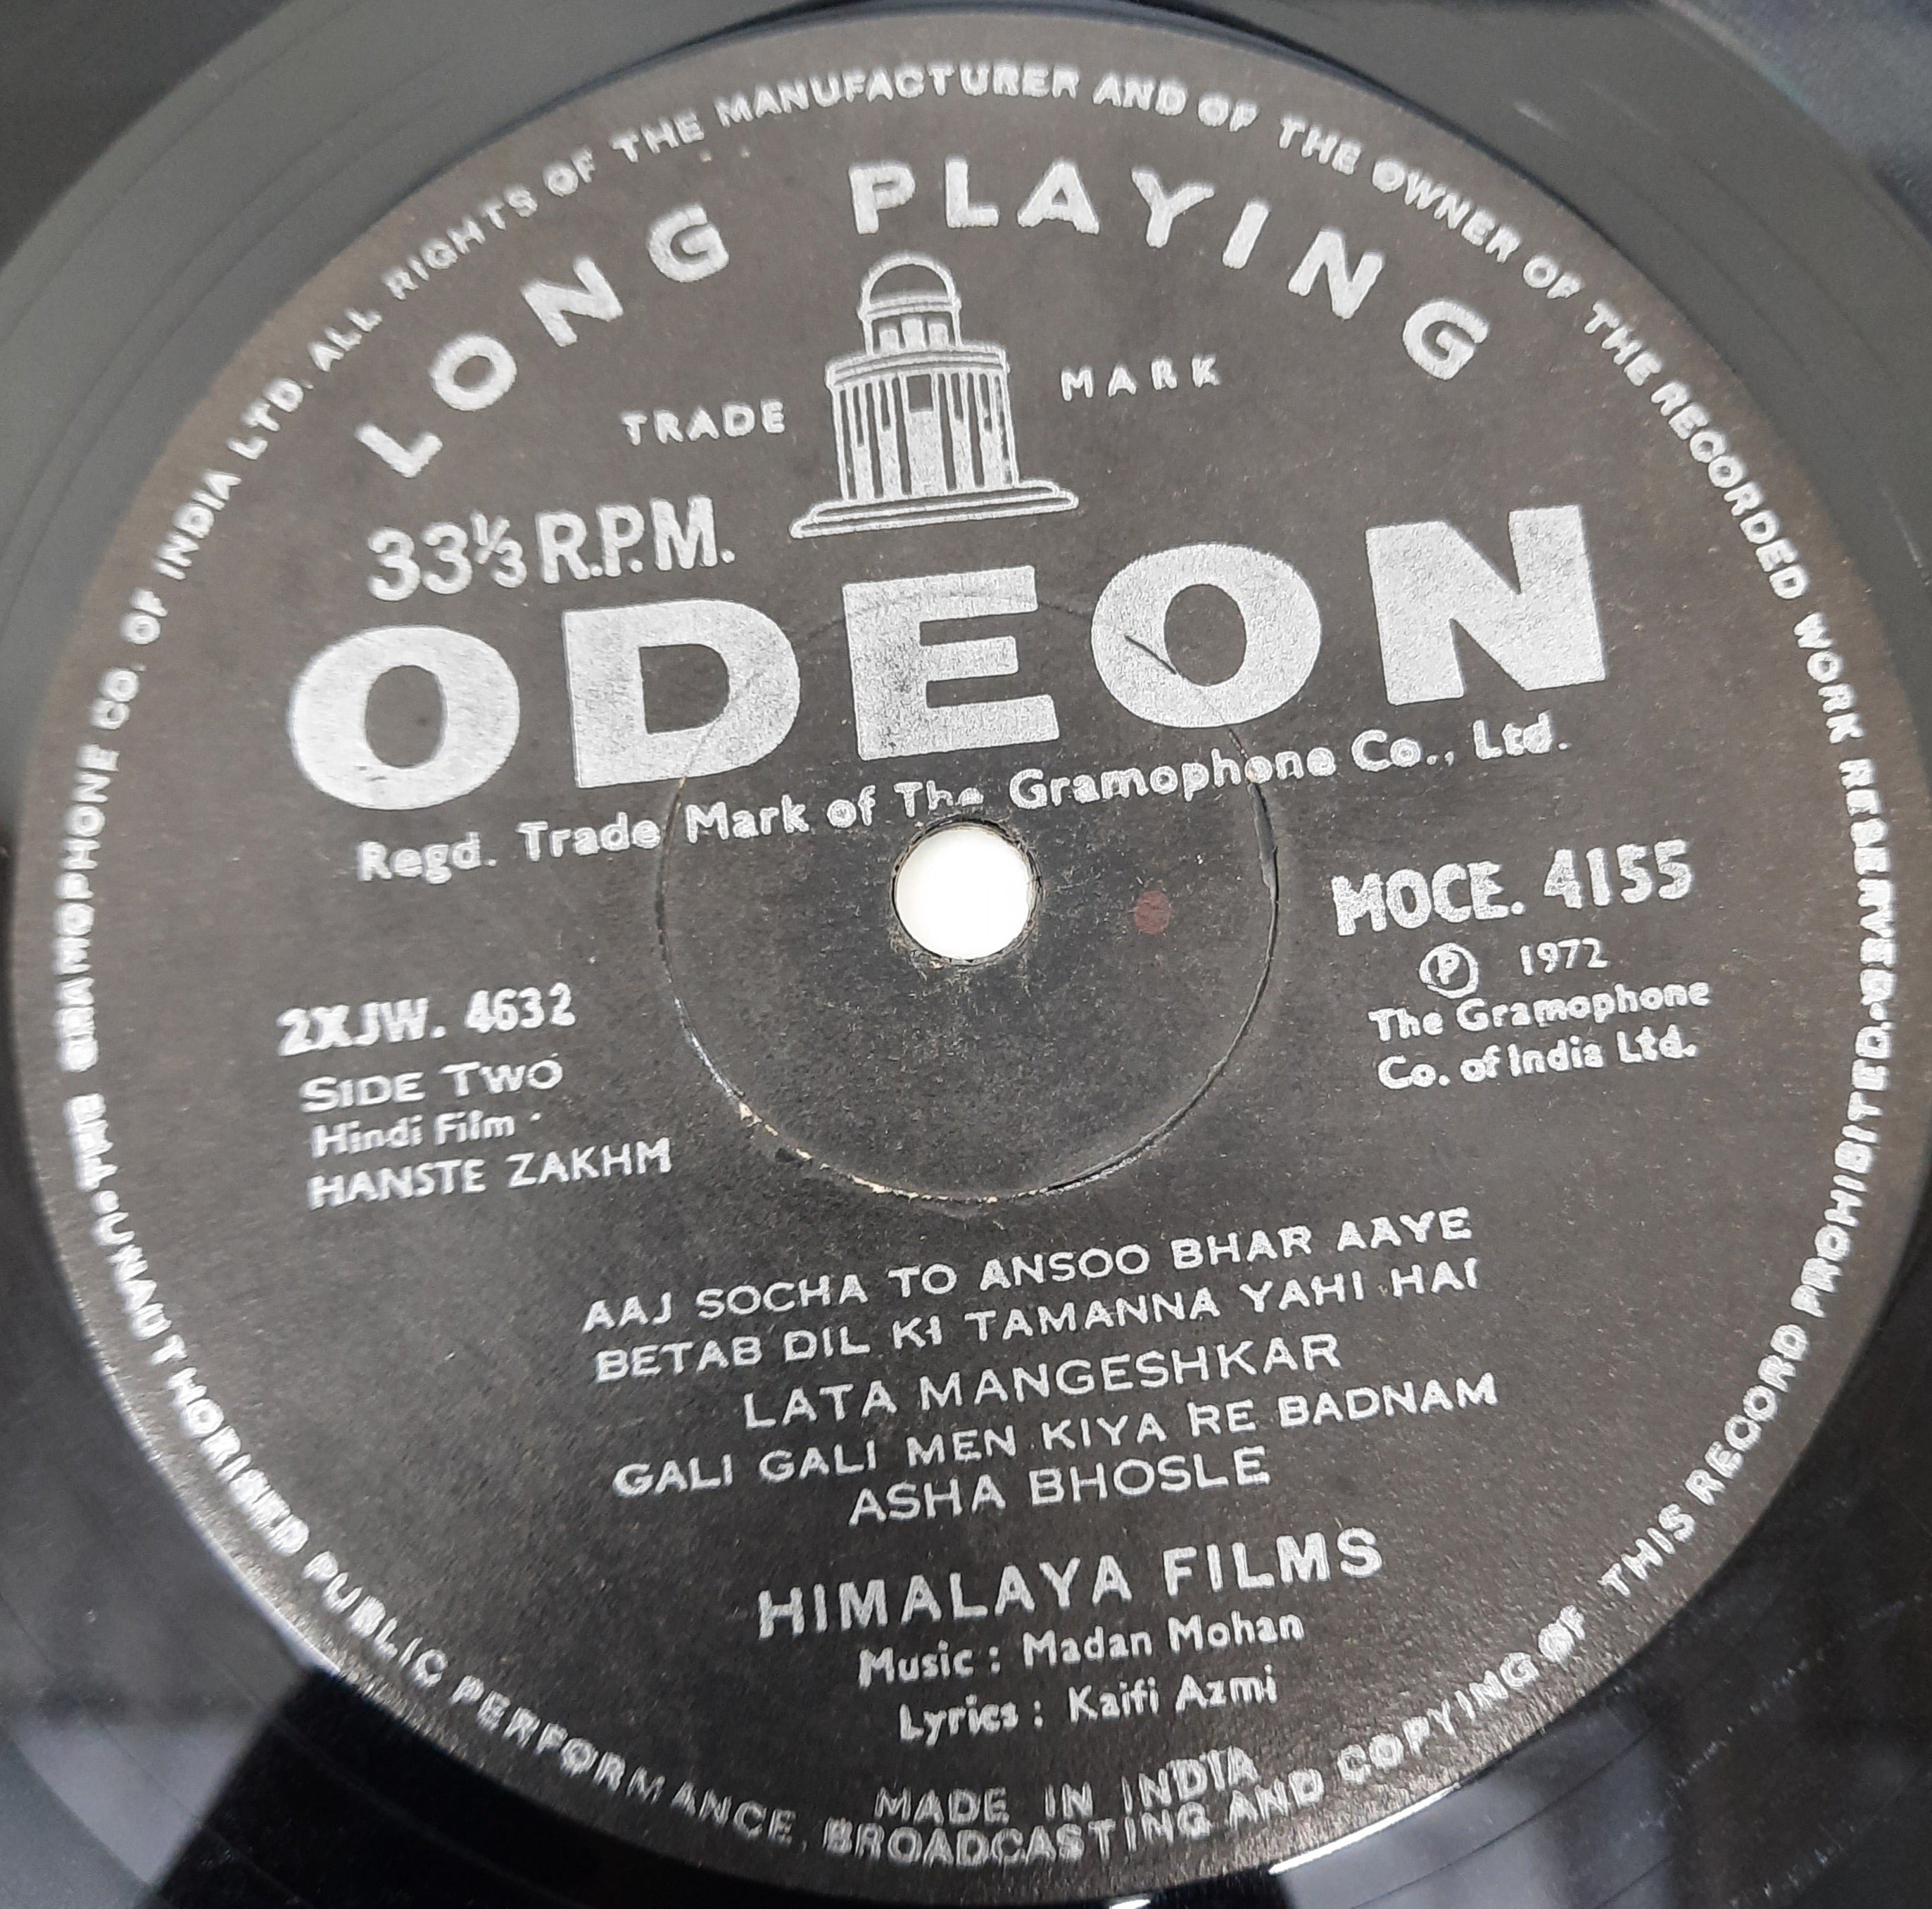 THE GRAMOPHONE CO. OF INDIA LTD. ALL RIGHTS OF THE MANUFACTURER AND OF THE OWNER OF THE RECORDED WORK RESERVED.
UNAUTHORISED PUBLIC PERFORMANCE, BROADCASTING AND COPYING OF THIS RECORD PROHIBITED.
LONG PLAYING
TRADE MARK
33⅓ R.P.M.
ODEON
Regd. Trade Mark of The Gramophone Co., Ltd.
MOCE. 4155
Ⓟ 1972
The Gramophone
Co. of India Ltd.
2XJW. 4632
SIDE TWO
Hindi Film
HANSTE ZAKHM
AAJ SOCHA TO ANSOO BHAR AAYE
BETAB DIL KI TAMANNA YAHI HAI
LATA MANGESHKAR
GALI GALI MEN KIYA RE BADNAM
ASHA BHOSLE
HIMALAYA FILMS
Music : Madan Mohan
Lyrics : Kaifi Azmi
MADE IN INDIA